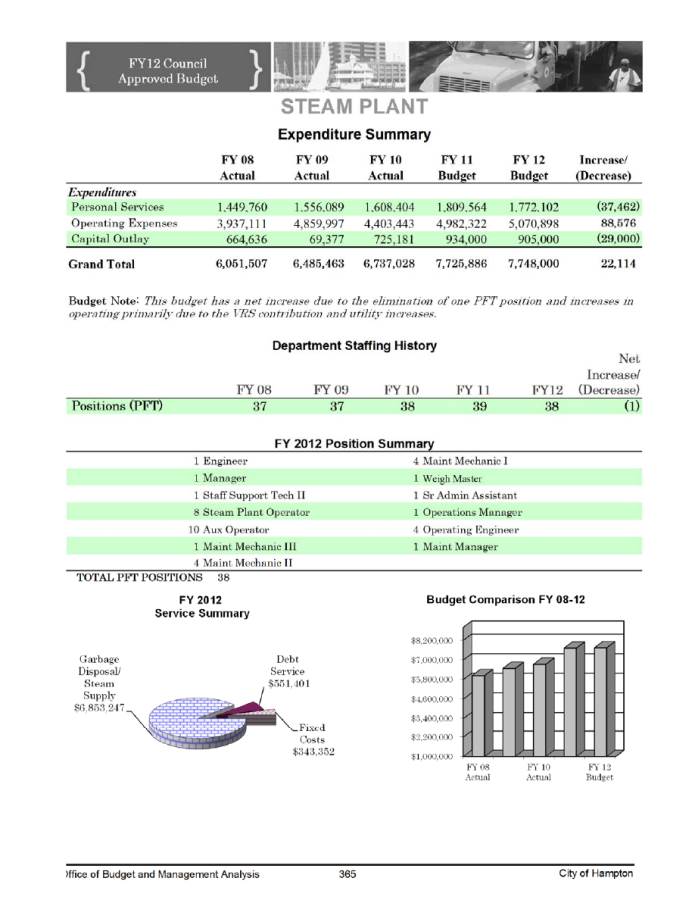 FY12 Council
Approved Budget
STEAM PLANT
Expenditure Summary
FY 08 FY 09 FY 10 FY 11 FY 12 Increase/
Actual Actual Actual Budget Budget (Decrease)
Expenditures
Personal Services 1,449,760 1,556,089 1,608,404 1,809,564 1,772,102 (37,462)
Operating Expenses 3,937,111 4,859,997 4,403,443 4,982,322 5,070,898 88,576
Capital Outlay 664,636 69,377 725,181 934,000 905,000 (29,000)
Grand Total 6,051,507 6,485,463 6,737,028 7,725,886 7,748,000 22,114
Budget Note: This budget has a net increase due to the elimination of one PFT position and increases in
operating primarily due to the VRS contribution and utility increases.
Department Staffing History
Net
Increase/
FY 08 FY 09 FY 10 FY 11 FY12 (Decrease)
Positions (PFT) 37 37 38 39 38 (1)
FY 2012 Position Summary
1 Engineer 4 Maint Mechanic I
1 Manager 1 Weigh Master
1 Staff Support Tech II 1 Sr Admin Assistant
8 Steam Plant Operator 1 Operations Manager
10 Aux Operator 4 Operating Engineer
1 Maint Mechanic III 1 Maint Manager
4 Maint Mechanic II
TOTAL PFT POSITIONS 38
FY 2012
Service Summary
Garbage
Disposal/
Steam
Supply
$6,853,247
Debt
Service
$551,401
Fixed
Costs
$343,352
Budget Comparison FY 08-12
$8,200,000
$7,000,000
$5,800,000
$4,600,000
$3,400,000
$2,200,000
$1,000,000
FY 08 FY 10 FY 12
Actual Actual Budget
ffice of Budget and Management Analysis 365 City of Hampton